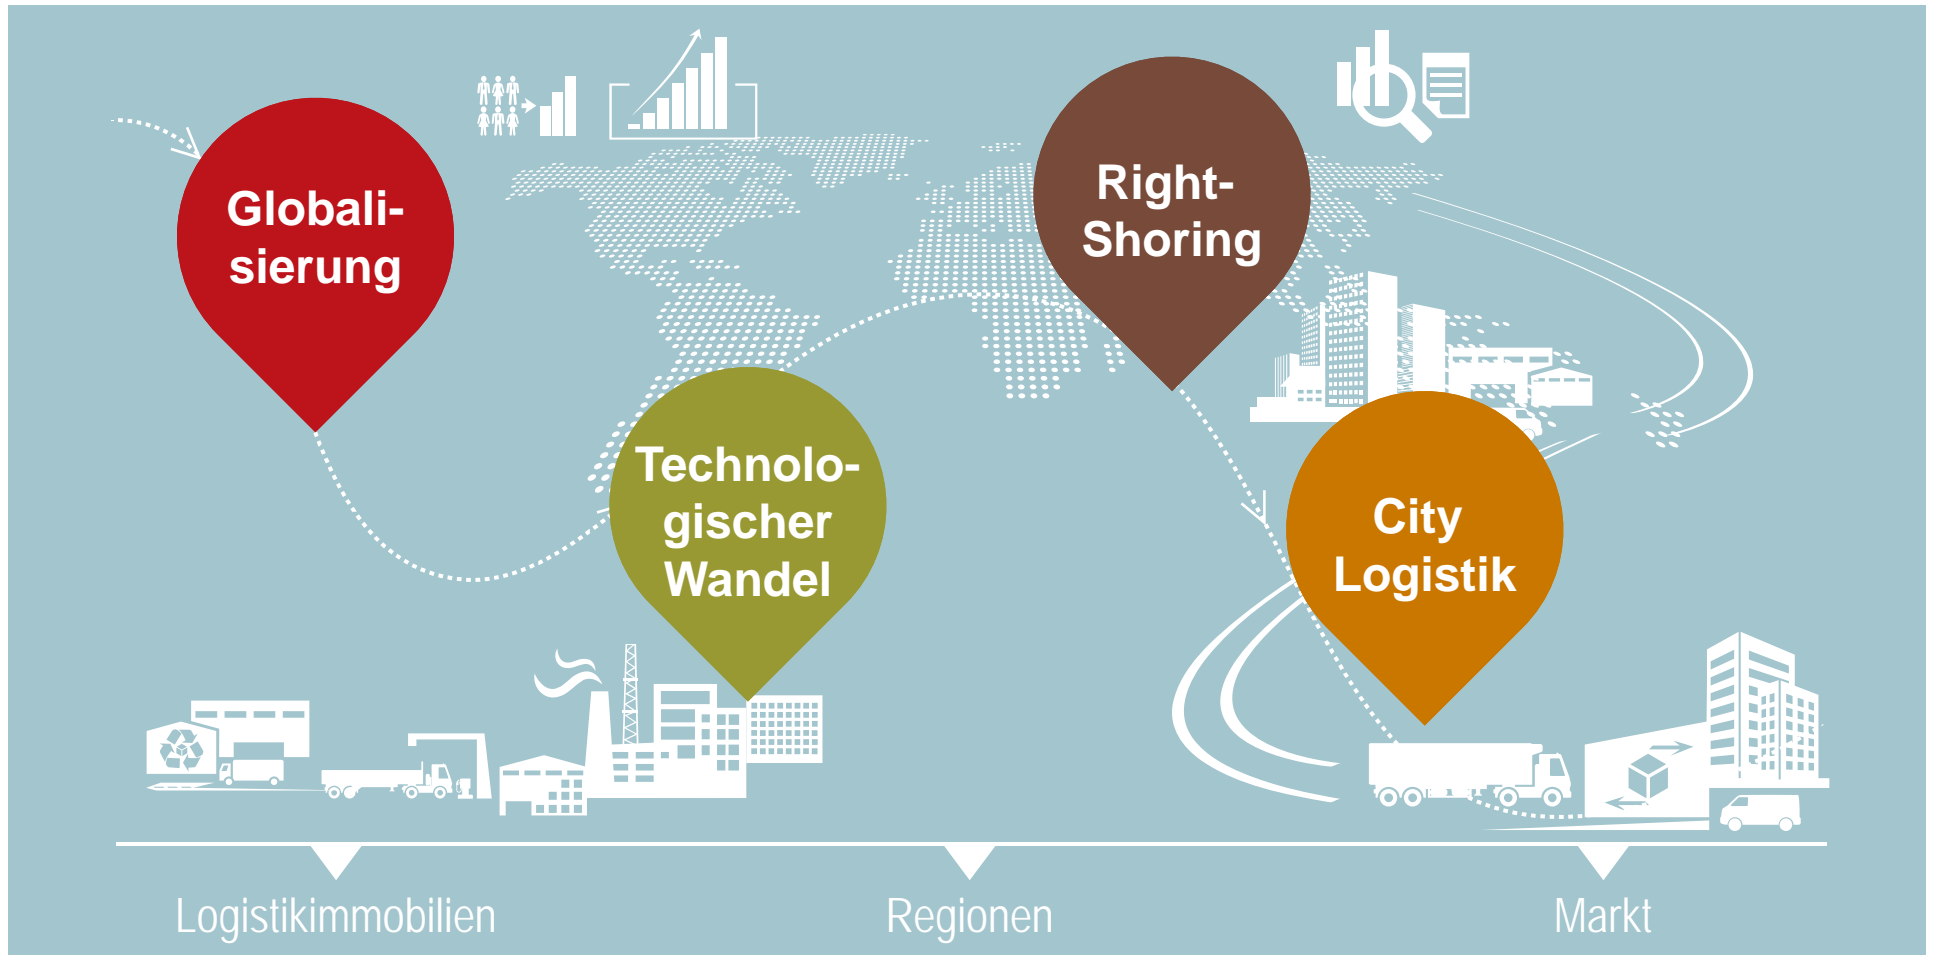 Globali-
sierung
Technolo-
gischer
Wandel
Right-
Shoring
City
Logistik
Logistikimmobilien
Regionen
Markt